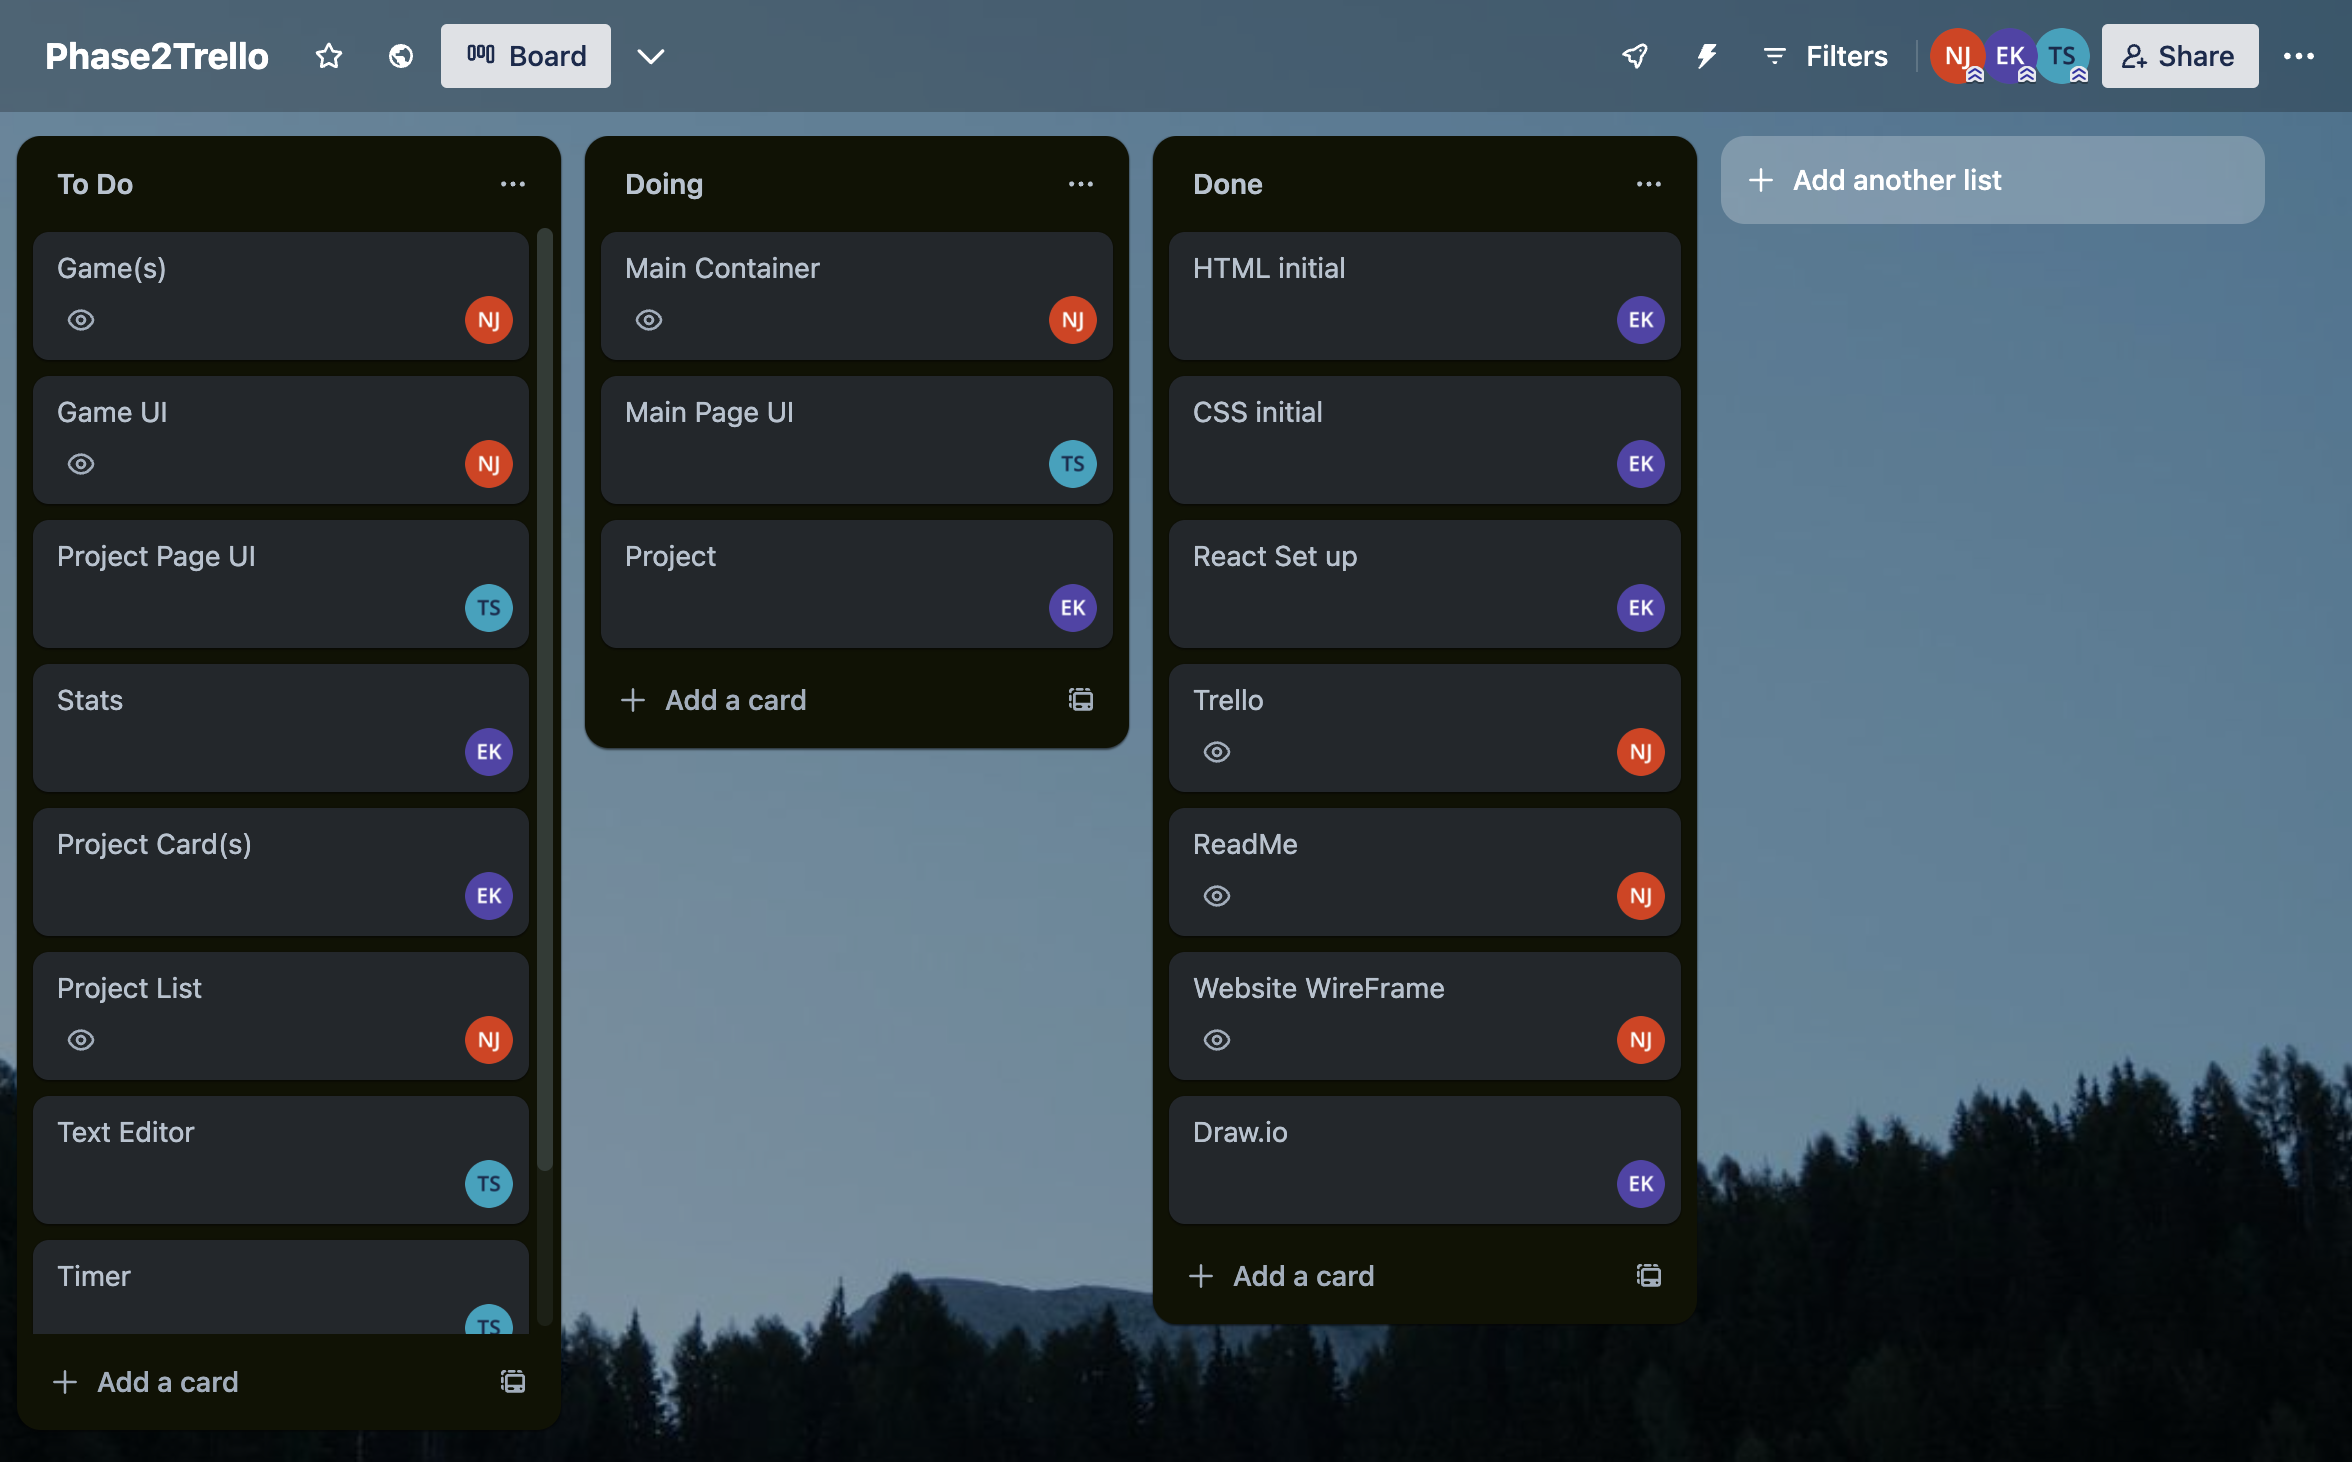 Phase2Trello
Board
Filters
NJ
EK
TS
Share
To Do
Game(s)
NJ
Game UI
NJ
Project Page UI
TS
Stats
EK
Project Card(s)
EK
Project List
NJ
Text Editor
TS
Timer
TS
Add a card
Doing
Main Container
NJ
Main Page UI
TS
Project
EK
Add a card
Done
HTML initial
EK
CSS initial
EK
React Set up
EK
Trello
NJ
ReadMe
NJ
Website WireFrame
NJ
Draw.io
EK
Add a card
Add another list